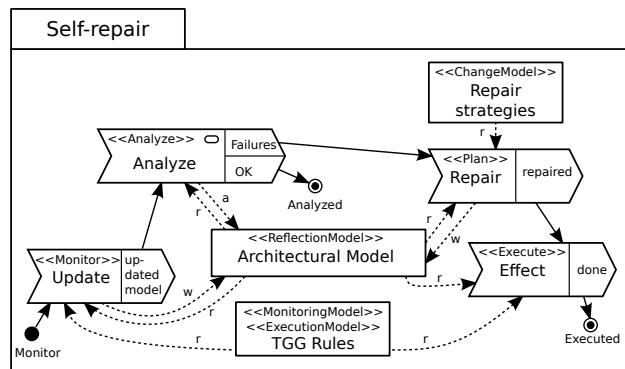 Self-repair
<<ChangeModel>>
Repair
strategies
r
<<Analyze>>
Analyze
Failures
OK
<<Plan>>
Repair
repaired
Analyzed
a
r
r
w
<<ReflectionModel>>
Architectural Model
<<Monitor>>
Update
up-
dated
model
<<Execute>>
Effect
done
w
r
r
<<MonitoringModel>>
<<ExecutionModel>>
TGG Rules
r
r
Monitor
Executed